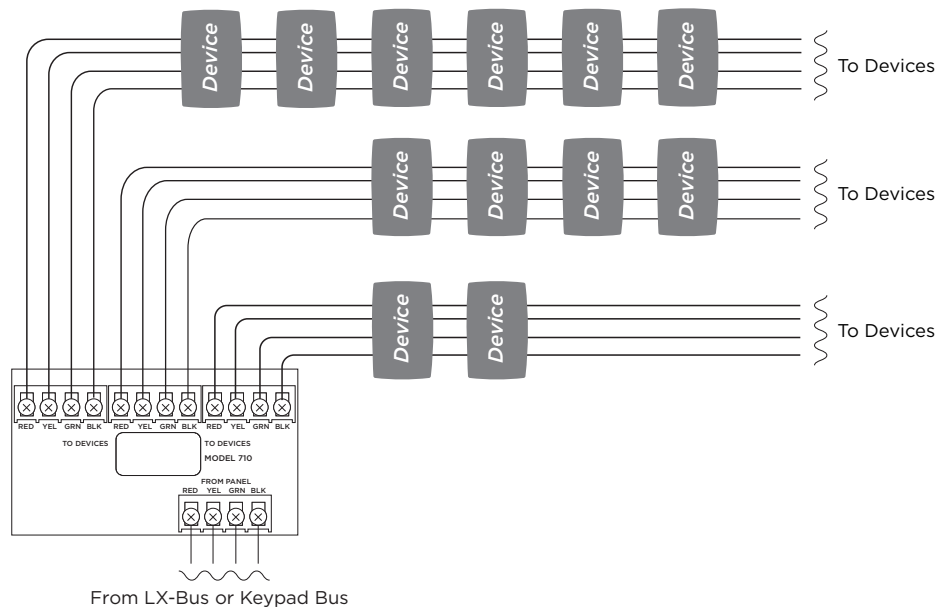 Device Device Device Device Device Device
To Devices
Device Device Device Device
To Devices
Device Device
To Devices
RED YEL GRN BLK RED YEL GRN BLK RED YEL GRN BLK
TO DEVICES TO DEVICES
MODEL 710
FROM PANEL
RED YEL GRN BLK
From LX-Bus or Keypad Bus